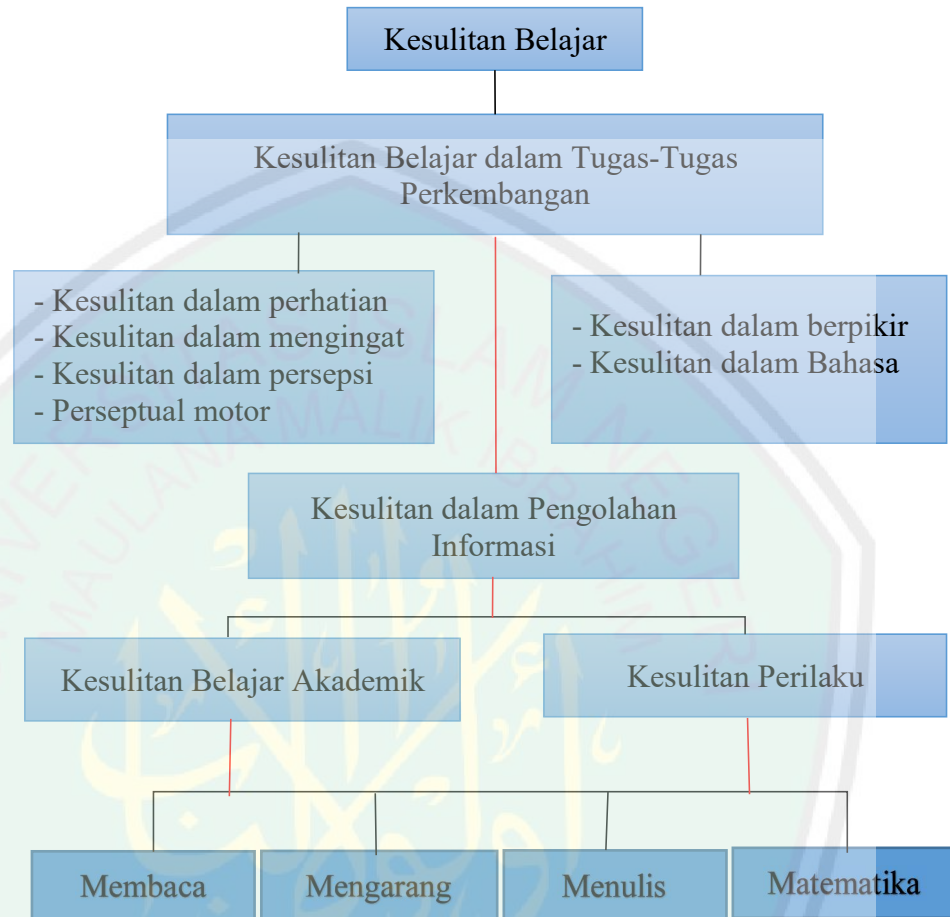 Kesulitan Belajar
Kesulitan Belajar dalam Tugas-Tugas
Perkembangan
- Kesulitan dalam perhatian
- Kesulitan dalam mengingat
- Kesulitan dalam persepsi
- Perseptual motor
- Kesulitan dalam berpikir
- Kesulitan dalam Bahasa
Kesulitan dalam Pengolahan
Informasi
Kesulitan Belajar Akademik
Kesulitan Perilaku
Membaca
Mengarang
Menulis
Matematika